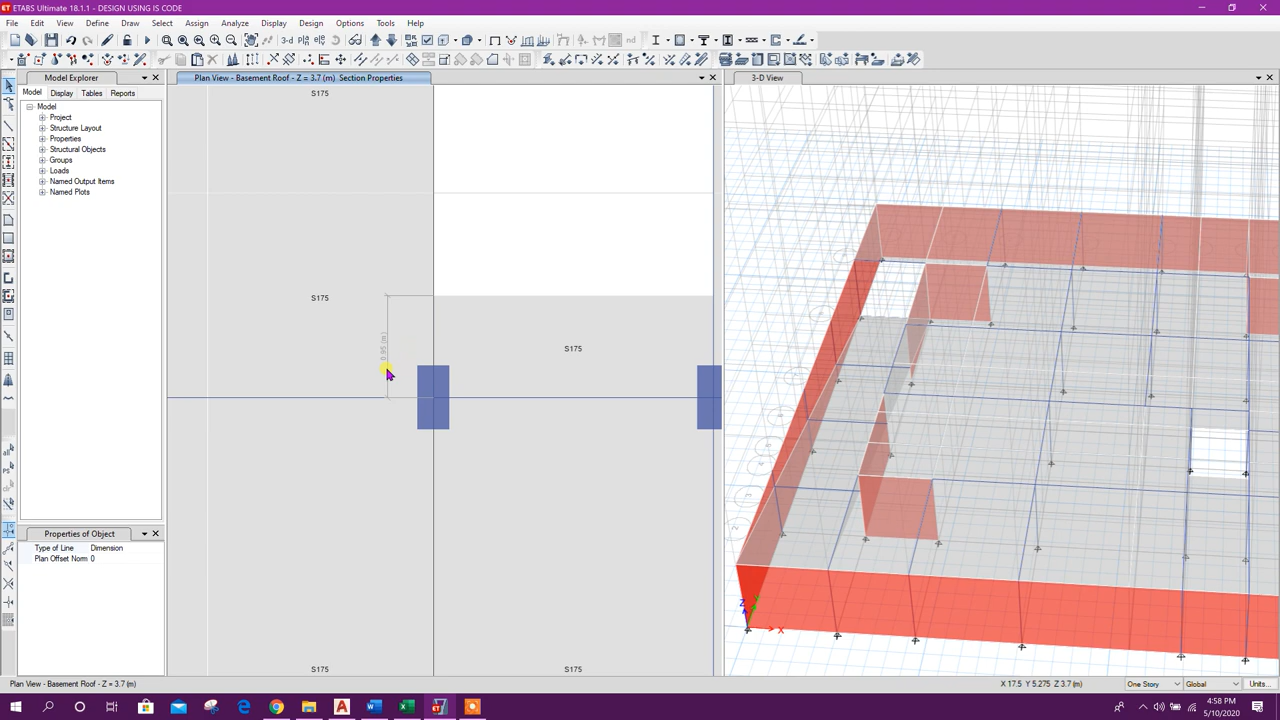 ETABS Ultimate 18.1.1 - DESIGN USING IS CODE
File Edit View Define Draw Select Assign Analyze Display Design Options Tools Help
Model Explorer
Plan View - Basement Roof - Z = 3.7 (m) Section Properties
3-D View
Model Display Tables Reports
Model
Project
Structure Layout
Properties
Structural Objects
Groups
Loads
Named Output Items
Named Plots
S175
S175
0.95 (m)
S175
S175
S175
Z
Y
X
Properties of Object
Type of Line Dimension
Plan Offset Norm 0
Plan View - Basement Roof - Z = 3.7 (m)
X 17.5 Y 5.275 Z 3.7 (m)
One Story
Global
Units...
4:58 PM
5/10/2020